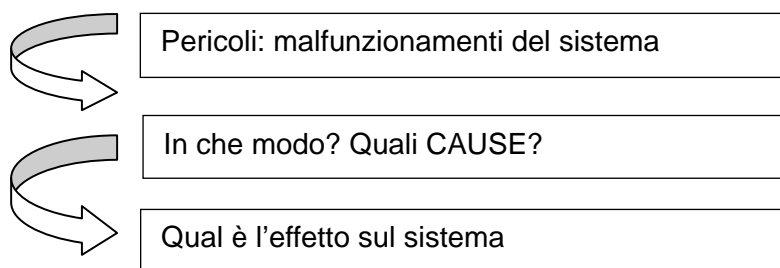 Pericoli: malfunzionamenti del sistema
In che modo? Quali CAUSE?
Qual è l'effetto sul sistema